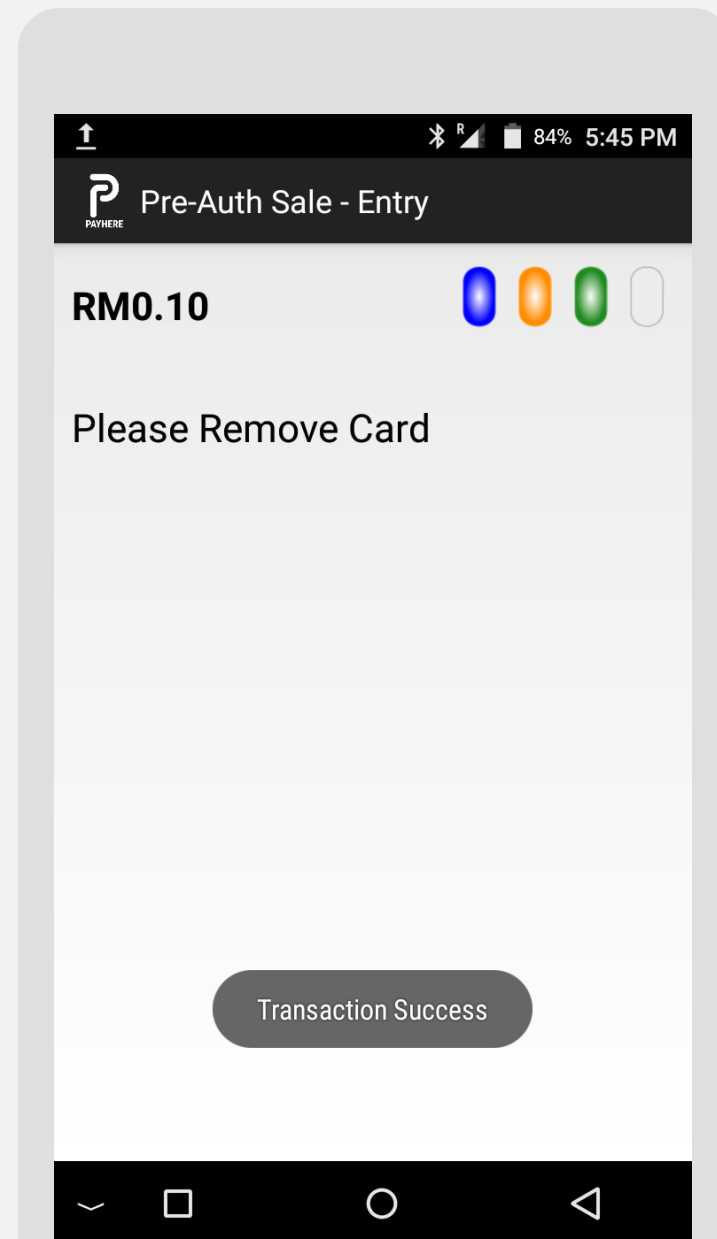 R 84% 5:45 PM
PAYHERE
Pre-Auth Sale - Entry
RM0.10
Please Remove Card
Transaction Success